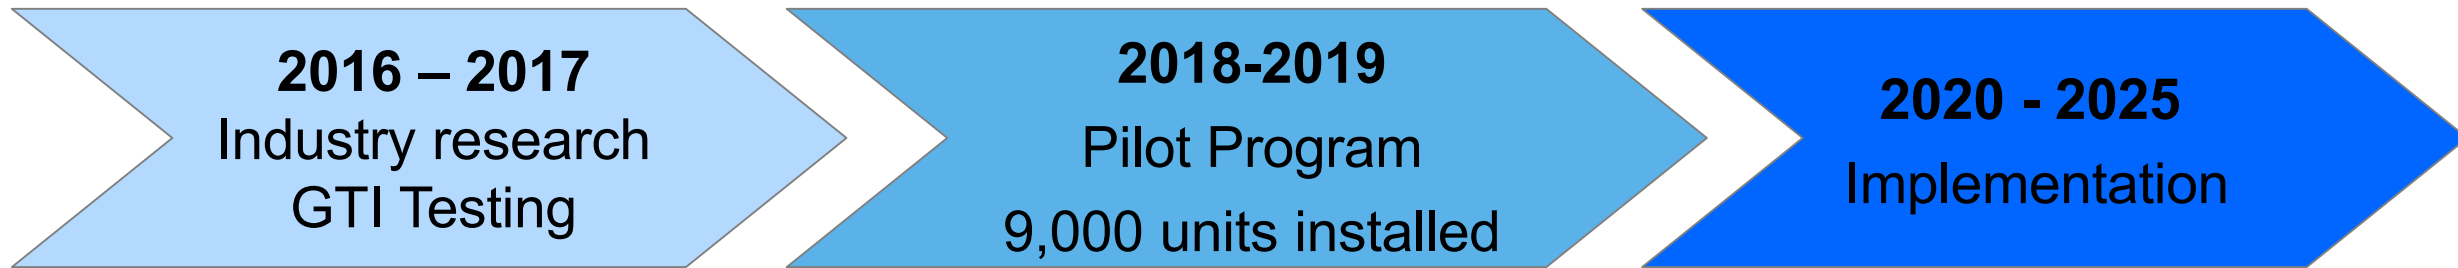 2016 – 2017
Industry research
GTI Testing
2018-2019
Pilot Program
9,000 units installed
2020 - 2025
Implementation